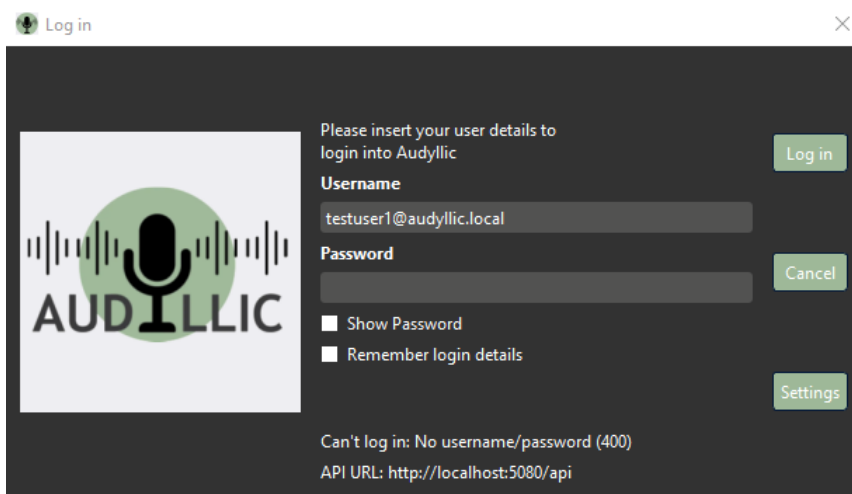 Log in
Please insert your user details to
login into Audyllic
Log in
Username
testuser1@audyllic.local
Password
Cancel
AUDYLLIC
Show Password
Remember login details
Settings
Can't log in: No username/password (400)
API URL: http://localhost:5080/api